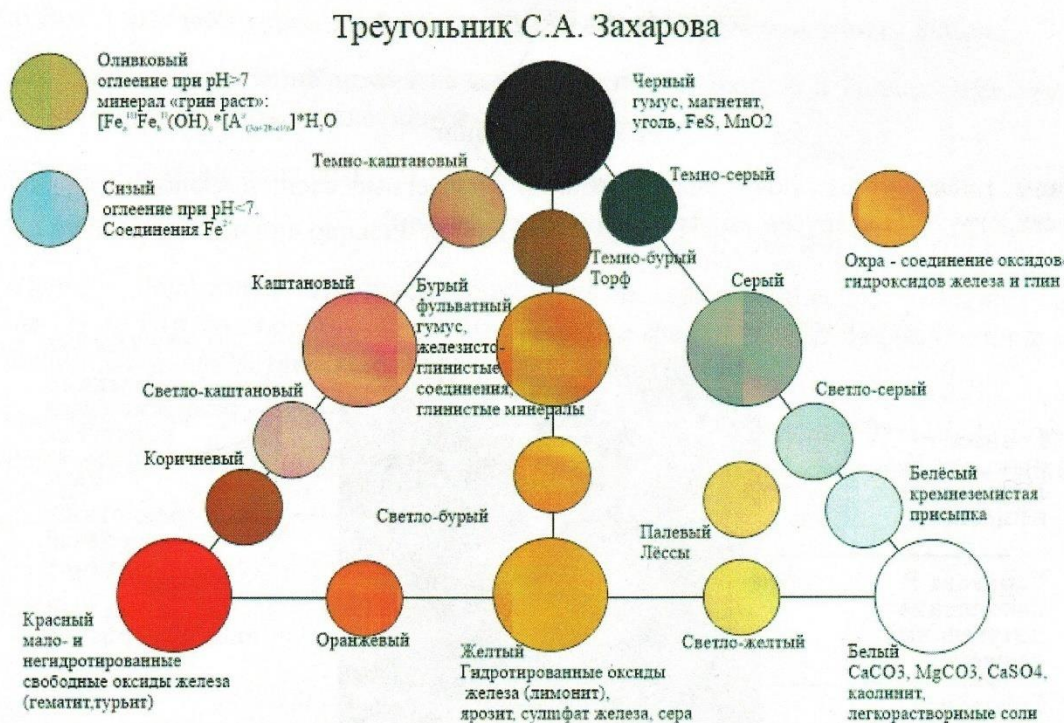 Треугольник С.А. Захарова
Оливковый
оглеение при pH>7
минерал «грин раст»:
Сизый
оглеение при pH<7.
Соединения Fe
Черный
гумус, магнетит,
уголь, FeS, MnO2
Темно-каштановый
Темно-серый
Темно-бурый
Торф
Охра - соединение оксидов
гидроксидов железа и глин
Каштановый
Бурый
фульватный
гумус,
железисто-
глинистые
соединения,
глинистые минералы
Серый
Светло-каштановый
Светло-серый
Коричневый
Белёсый
кремнеземистая
присыпка
Светло-бурый
Палевый
Лёссы
Красный
мало- и
негидротированные
свободные оксиды железа
(гематит,турьит)
Оранжевый
Желтый
Гидротированные оксиды
железа (лимонит),
ярозит, сулmфат железа, сера
Светло-желтый
Белый
CaCO3, MgCO3, CaSO4,
каолинит,
легкорастворимые соли